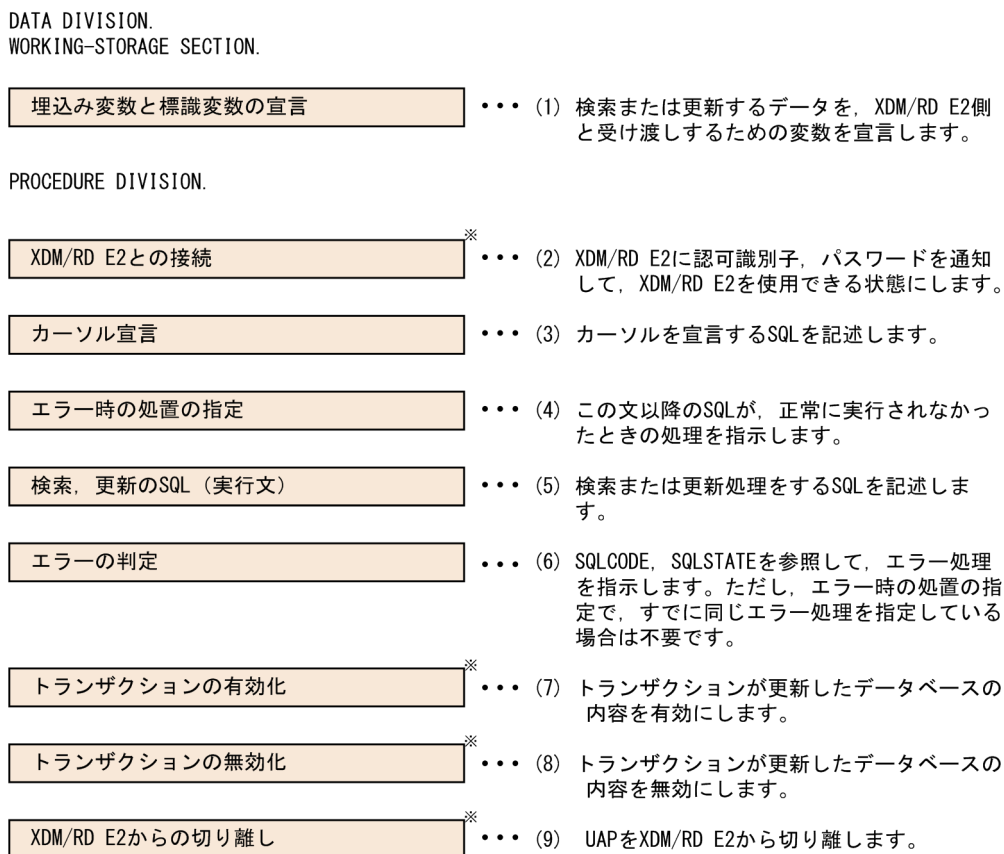 DATA DIVISION.
WORKING-STORAGE SECTION.
埋込み変数と標識変数の宣言 ・・・ (1) 検索または更新するデータを，XDM/RD E2側
と受け渡しするための変数を宣言します。
PROCEDURE DIVISION.
※
XDM/RD E2との接続 ・・・ (2) XDM/RD E2に認可識別子，パスワードを通知
して，XDM/RD E2を使用できる状態にします。
カーソル宣言 ・・・ (3) カーソルを宣言するSQLを記述します。
エラー時の処置の指定 ・・・ (4) この文以降のSQLが，正常に実行されなかっ
たときの処理を指示します。
検索，更新のSQL（実行文） ・・・ (5) 検索または更新処理をするSQLを記述しま
す。
エラーの判定 ・・・ (6) SQLCODE，SQLSTATEを参照して，エラー処理
を指示します。ただし，エラー時の処置の指
定で，すでに同じエラー処理を指定している
場合は不要です。
※
トランザクションの有効化 ・・・ (7) トランザクションが更新したデータベースの
内容を有効にします。
※
トランザクションの無効化 ・・・ (8) トランザクションが更新したデータベースの
内容を無効にします。
※
XDM/RD E2からの切り離し ・・・ (9) UAPをXDM/RD E2から切り離します。